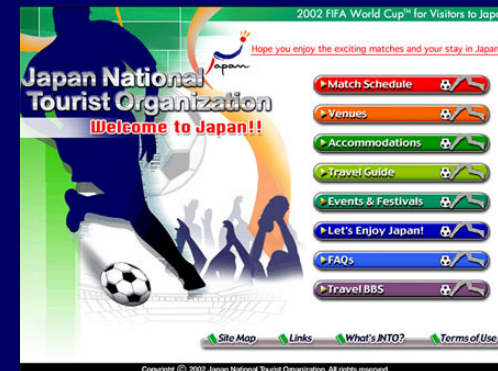 2002 FIFA World Cup™ for Visitors to Japa
Japan
Hope you enjoy the exciting matches and your stay in Japan
Japan National
Tourist Organization
Welcome to Japan!!
Match Schedule
Venues
Accommodations
Travel Guide
Events & Festivals
Let's Enjoy Japan!
FAQs
Travel BBS
Site Map
Links
What's JNTO?
Terms of Use
Copyright © 2002 Japan National Tourist Organization. All rights reserved.